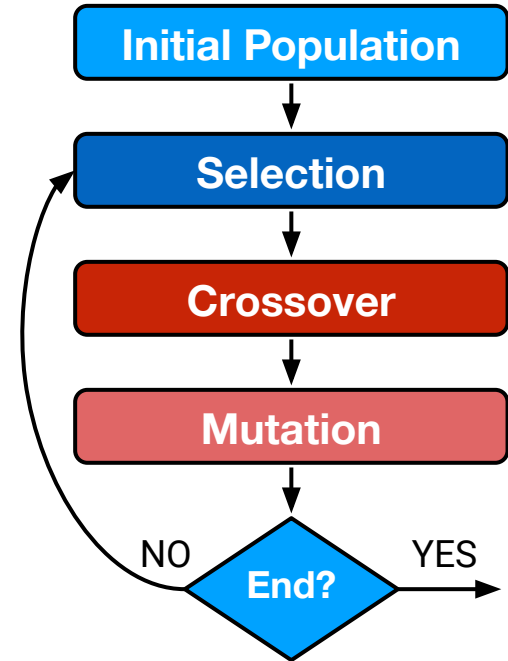 Initial Population
Selection
Crossover
Mutation
NO
YES
End?